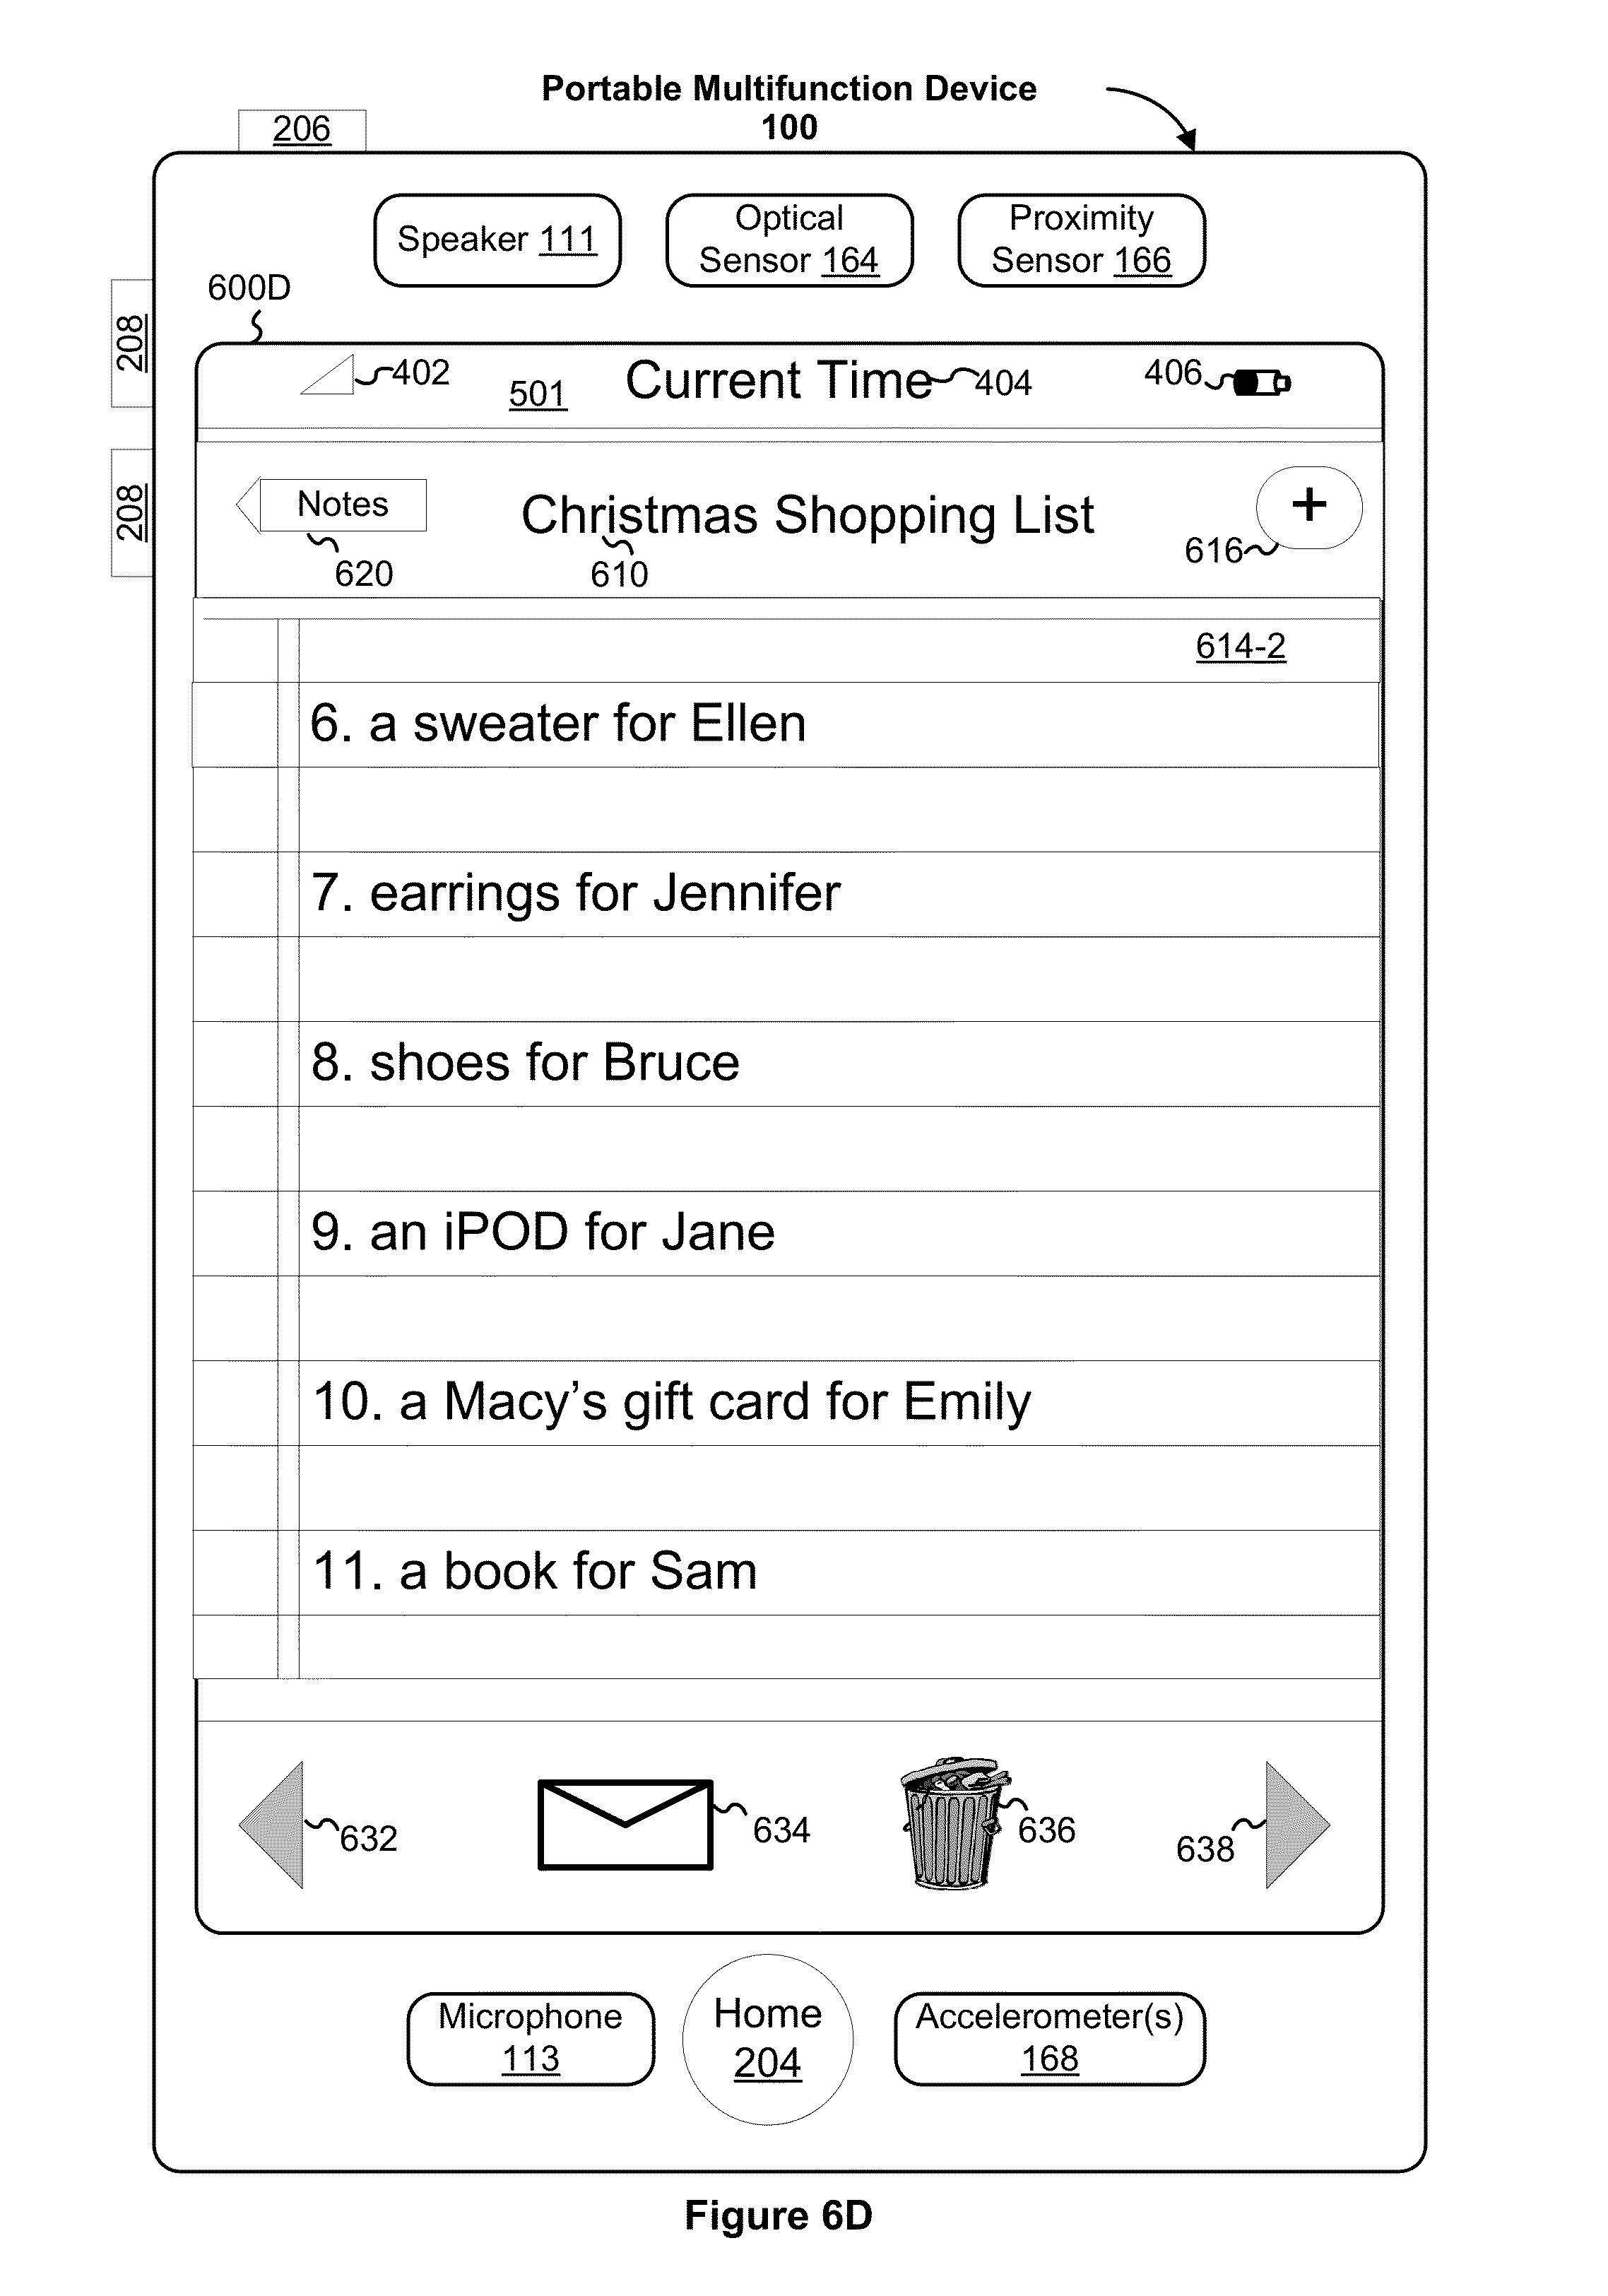 Portable Multifunction Device
100
206
Speaker 111
Optical
Sensor 164
Proximity
Sensor 166
600D
208
402
501
Current Time
404
406
208
Notes
Christmas Shopping List
+
616
620
610
614-2
6. a sweater for Ellen
7. earrings for Jennifer
8. shoes for Bruce
9. an iPOD for Jane
10. a Macy’s gift card for Emily
11. a book for Sam
632
634
636
638
Microphone
113
Home
204
Accelerometer(s)
168
Figure 6D